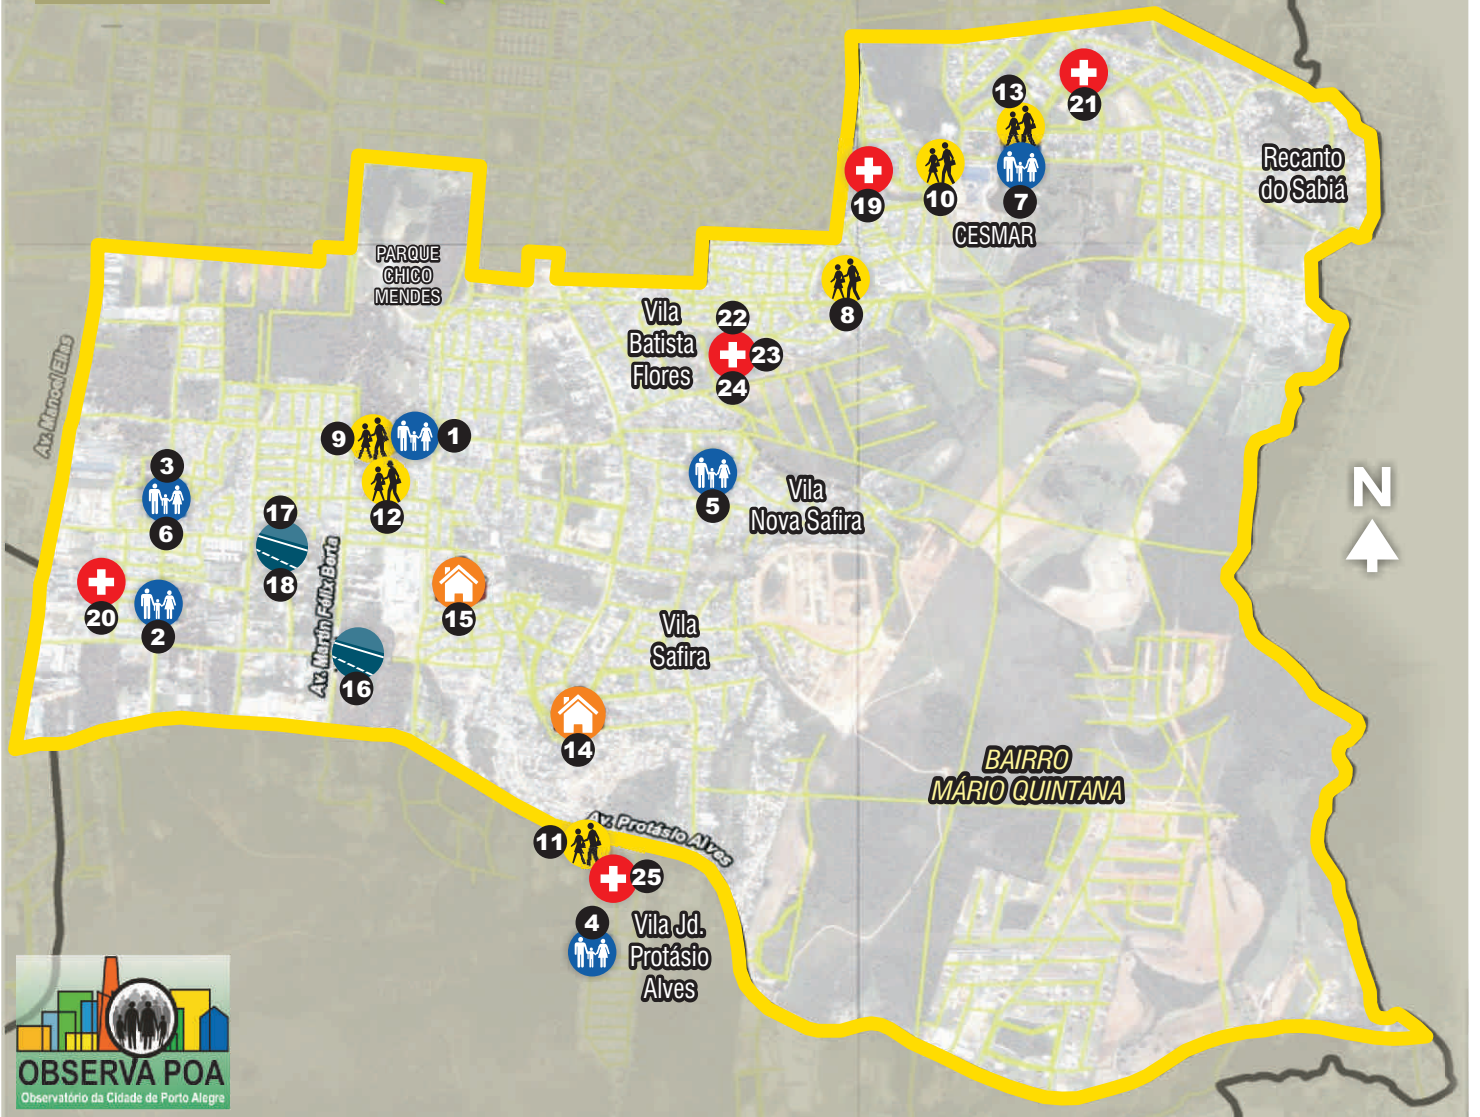 13
21
19
10
7
CESMAR
Recanto
do Sabiá
PARQUE
CHICO
MENDES
Av. Manoel Elias
Vila
Batista
Flores
22
23
24
8
9
1
12
3
6
17
18
5
Vila
Nova Safira
N
20
2
Av. Martin Félix Berta
15
16
Vila
Safira
14
BAIRRO
MÁRIO QUINTANA
11
Av. Protásio Alves
25
4
Vila Jd.
Protásio
Alves
OBSERVA POA
Observatório da Cidade de Porto Alegre